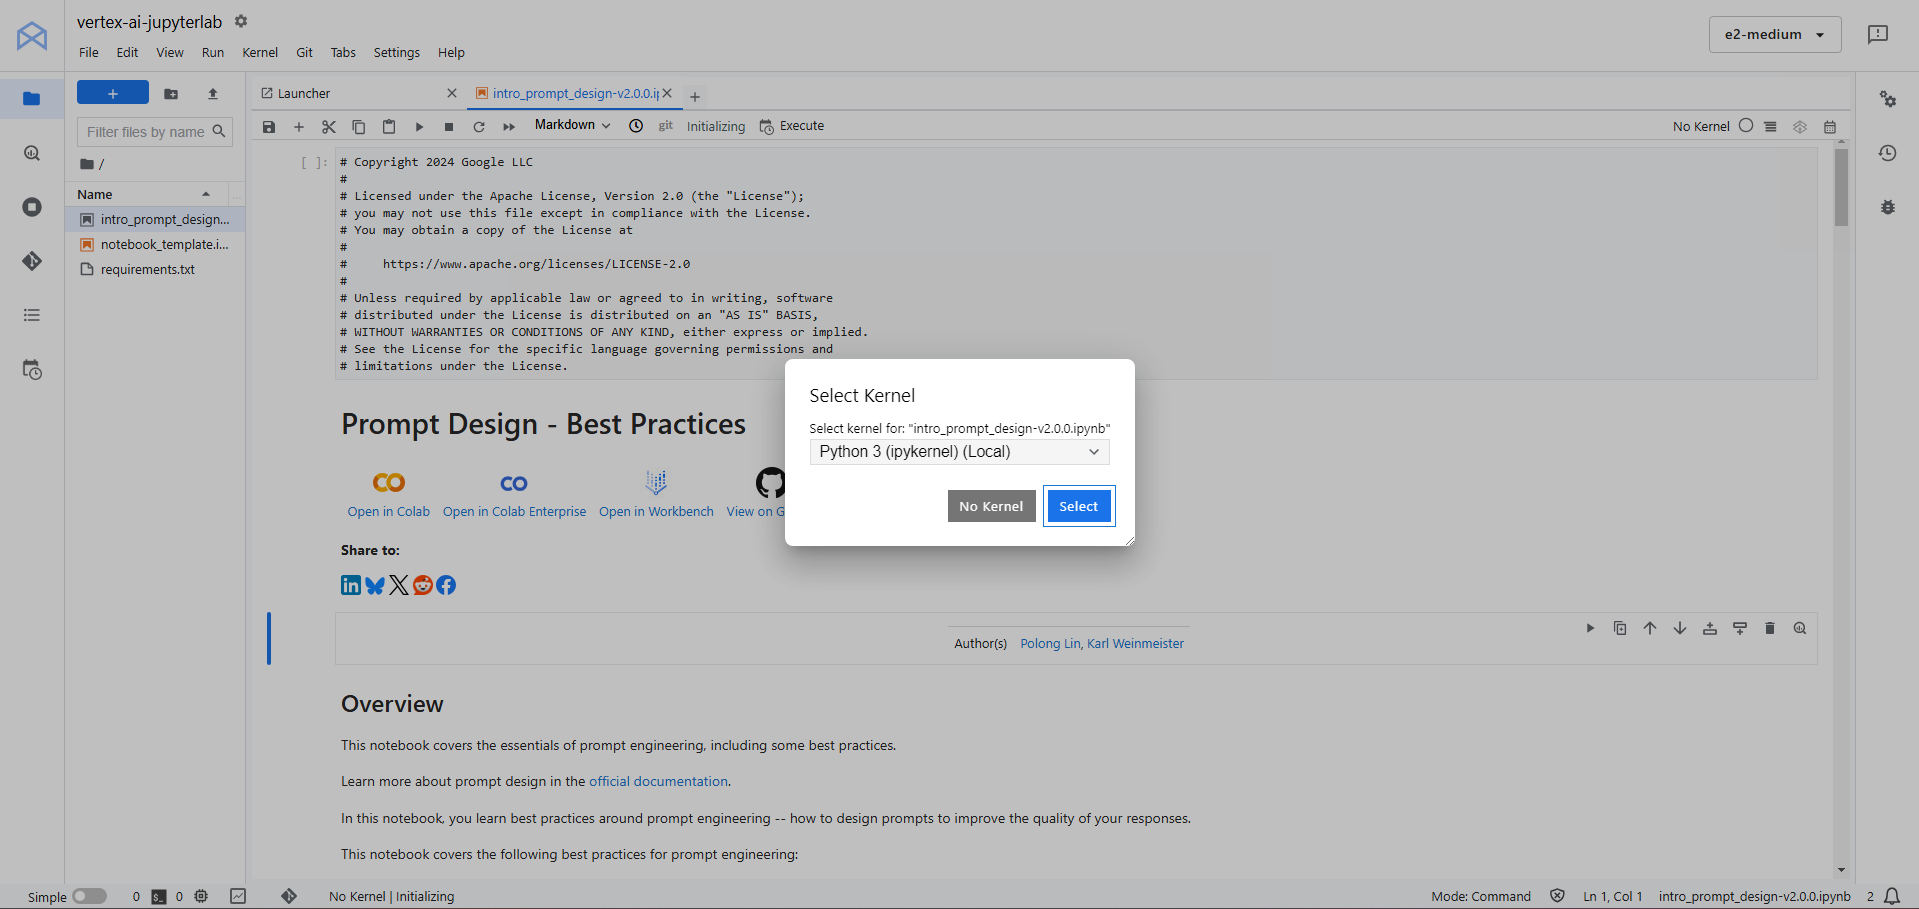 vertex-ai-jupyterlab
File Edit View Run Kernel Git Tabs Settings Help
e2-medium
Filter files by name
/
Name
intro_prompt_design...
notebook_template.i...
requirements.txt
Launcher
intro_prompt_design-v2.0.0.i
Markdown
git
Initializing
Execute
No Kernel
[ ]:
# Copyright 2024 Google LLC
#
# Licensed under the Apache License, Version 2.0 (the "License");
# you may not use this file except in compliance with the License.
# You may obtain a copy of the License at
#
#     https://www.apache.org/licenses/LICENSE-2.0
#
# Unless required by applicable law or agreed to in writing, software
# distributed under the License is distributed on an "AS IS" BASIS,
# WITHOUT WARRANTIES OR CONDITIONS OF ANY KIND, either express or implied.
# See the License for the specific language governing permissions and
# limitations under the License.
Prompt Design - Best Practices
Open in Colab
Open in Colab Enterprise
Open in Workbench
View on G
Select Kernel
Select kernel for: "intro_prompt_design-v2.0.0.ipynb"
Python 3 (ipykernel) (Local)
No Kernel
Select
Share to:
Author(s) Polong Lin, Karl Weinmeister
Overview
This notebook covers the essentials of prompt engineering, including some best practices.
Learn more about prompt design in the official documentation.
In this notebook, you learn best practices around prompt engineering -- how to design prompts to improve the quality of your responses.
This notebook covers the following best practices for prompt engineering:
Simple
0
0
No Kernel | Initializing
Mode: Command
Ln 1, Col 1
intro_prompt_design-v2.0.0.ipynb
2